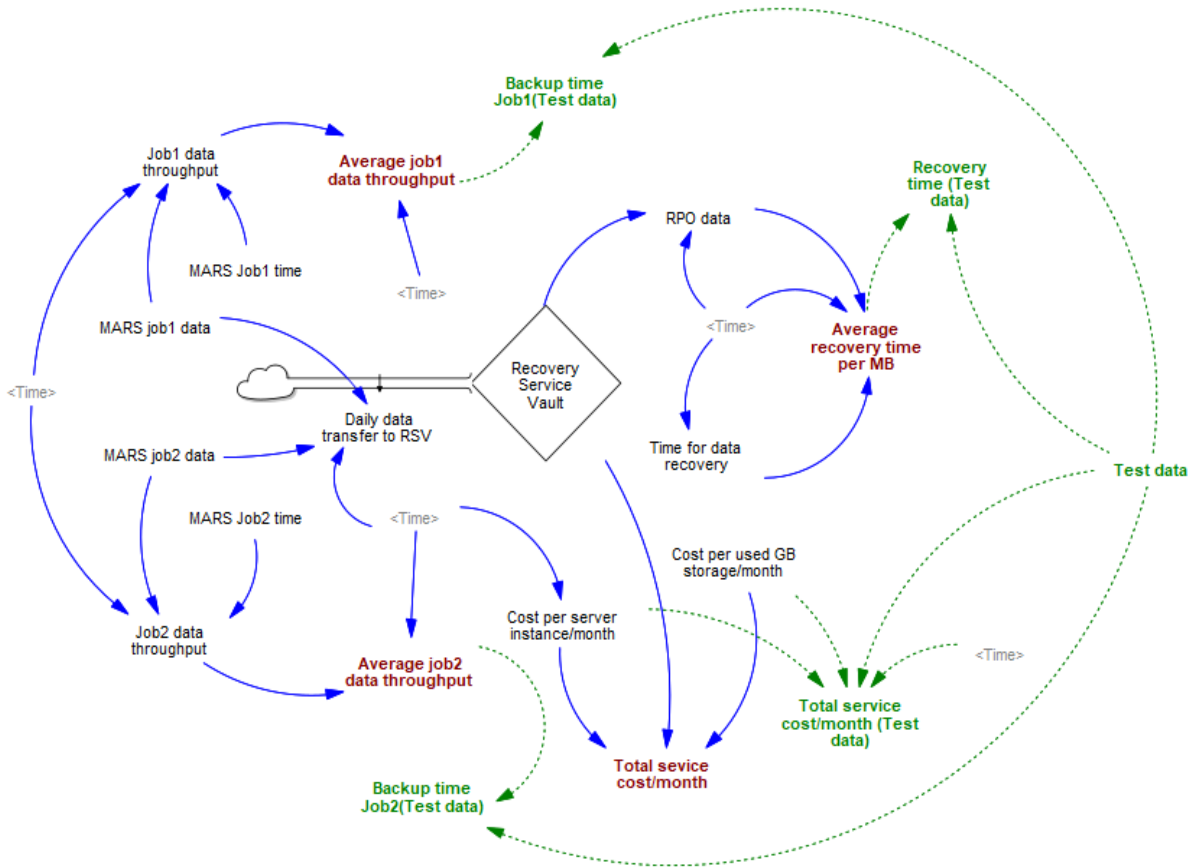 Backup time
Job1(Test data)
Job1 data
throughput
Average job1
data throughput
Recovery
time (Test
data)
RPO data
MARS Job1 time
<Time>
MARS job1 data
<Time>
Average
recovery time
per MB
Recovery
Service
Vault
<Time>
Daily data
transfer to RSV
Time for data
recovery
MARS job2 data
Test data
MARS Job2 time
<Time>
Cost per used GB
storage/month
Cost per server
instance/month
Job2 data
throughput
<Time>
Average job2
data throughput
Total service
cost/month (Test
data)
Total sevice
cost/month
Backup time
Job2(Test data)